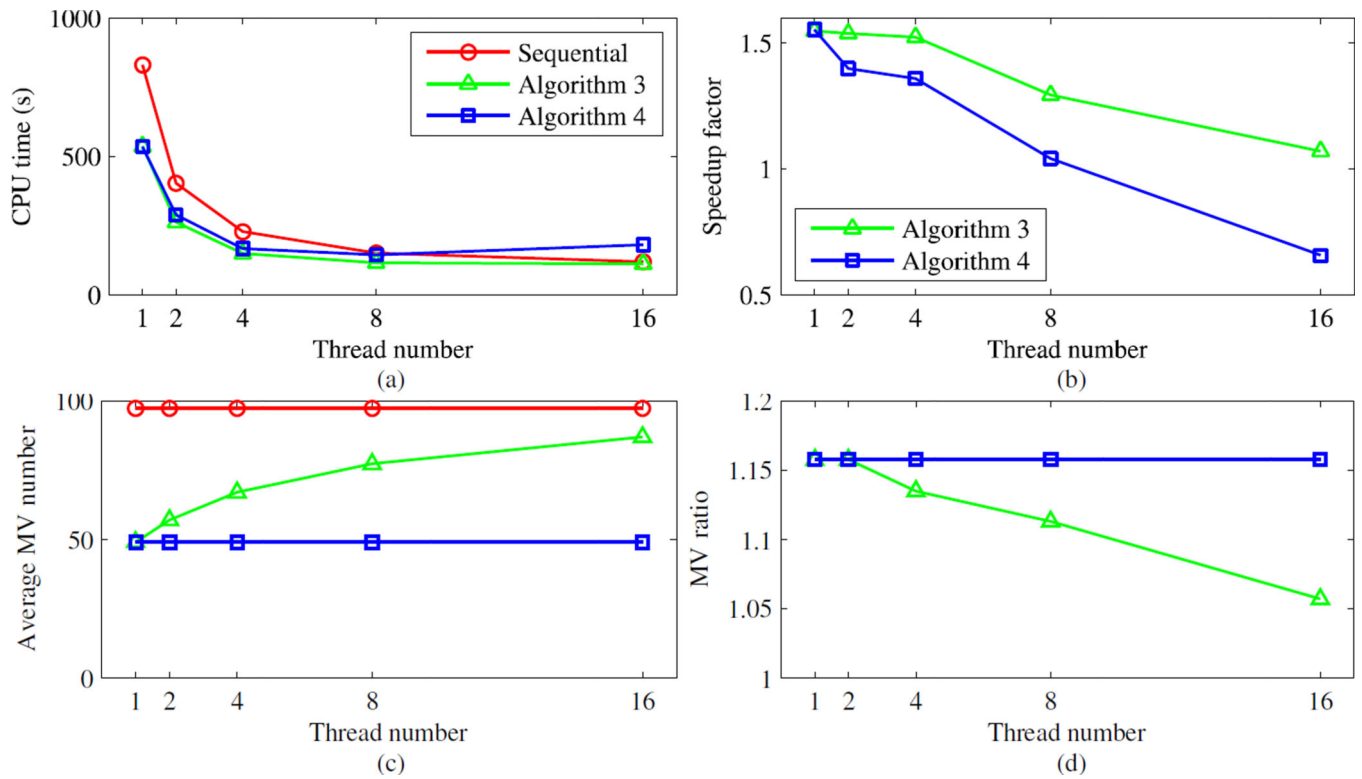 1000
500
0
CPU time (s)
Sequential
Algorithm 3
Algorithm 4
1 2 4 8 16
Thread number
(a)
1.5
1
0.5
Speedup factor
Algorithm 3
Algorithm 4
1 2 4 8 16
Thread number
(b)
100
50
0
Average MV number
1 2 4 8 16
Thread number
(c)
1.2
1.15
1.1
1.05
1
MV ratio
1 2 4 8 16
Thread number
(d)